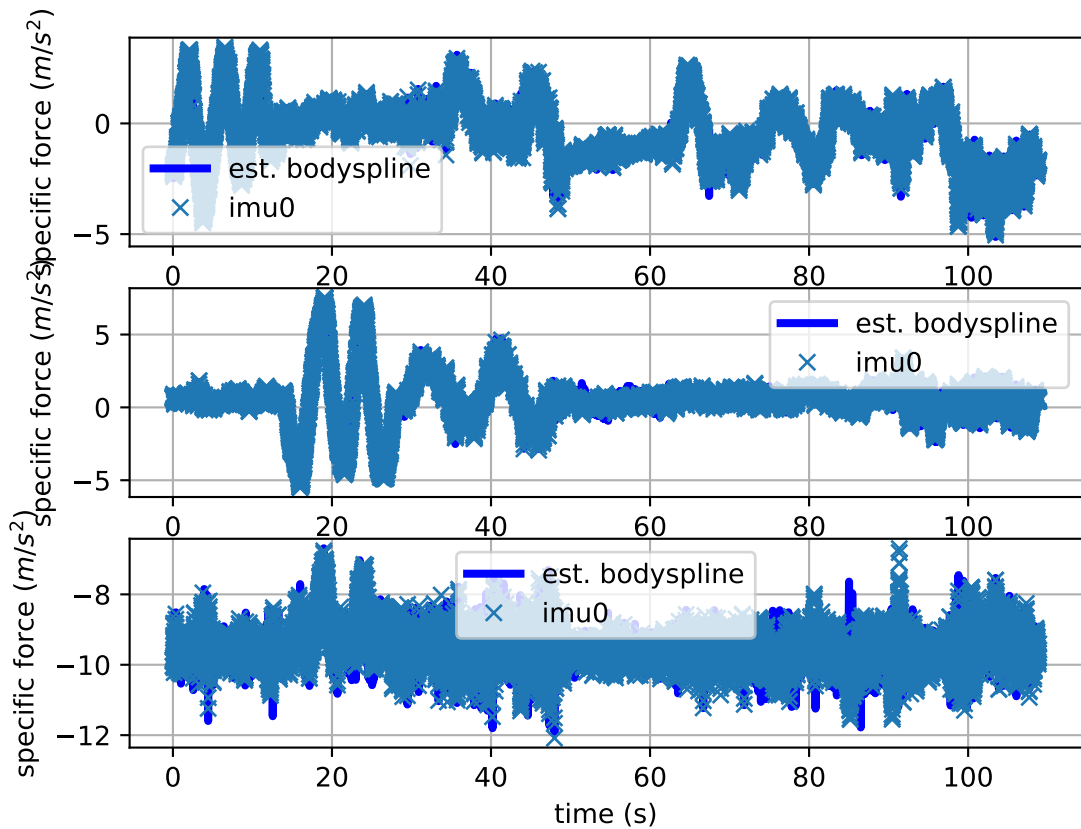 specific force (m/s²)
0
−5
est. bodyspline
imu0
0 20 40 60 80 100
specific force (m/s²)
5
0
−5
est. bodyspline
imu0
0 20 40 60 80 100
specific force (m/s²)
−8
−10
−12
est. bodyspline
imu0
0 20 40 60 80 100
time (s)